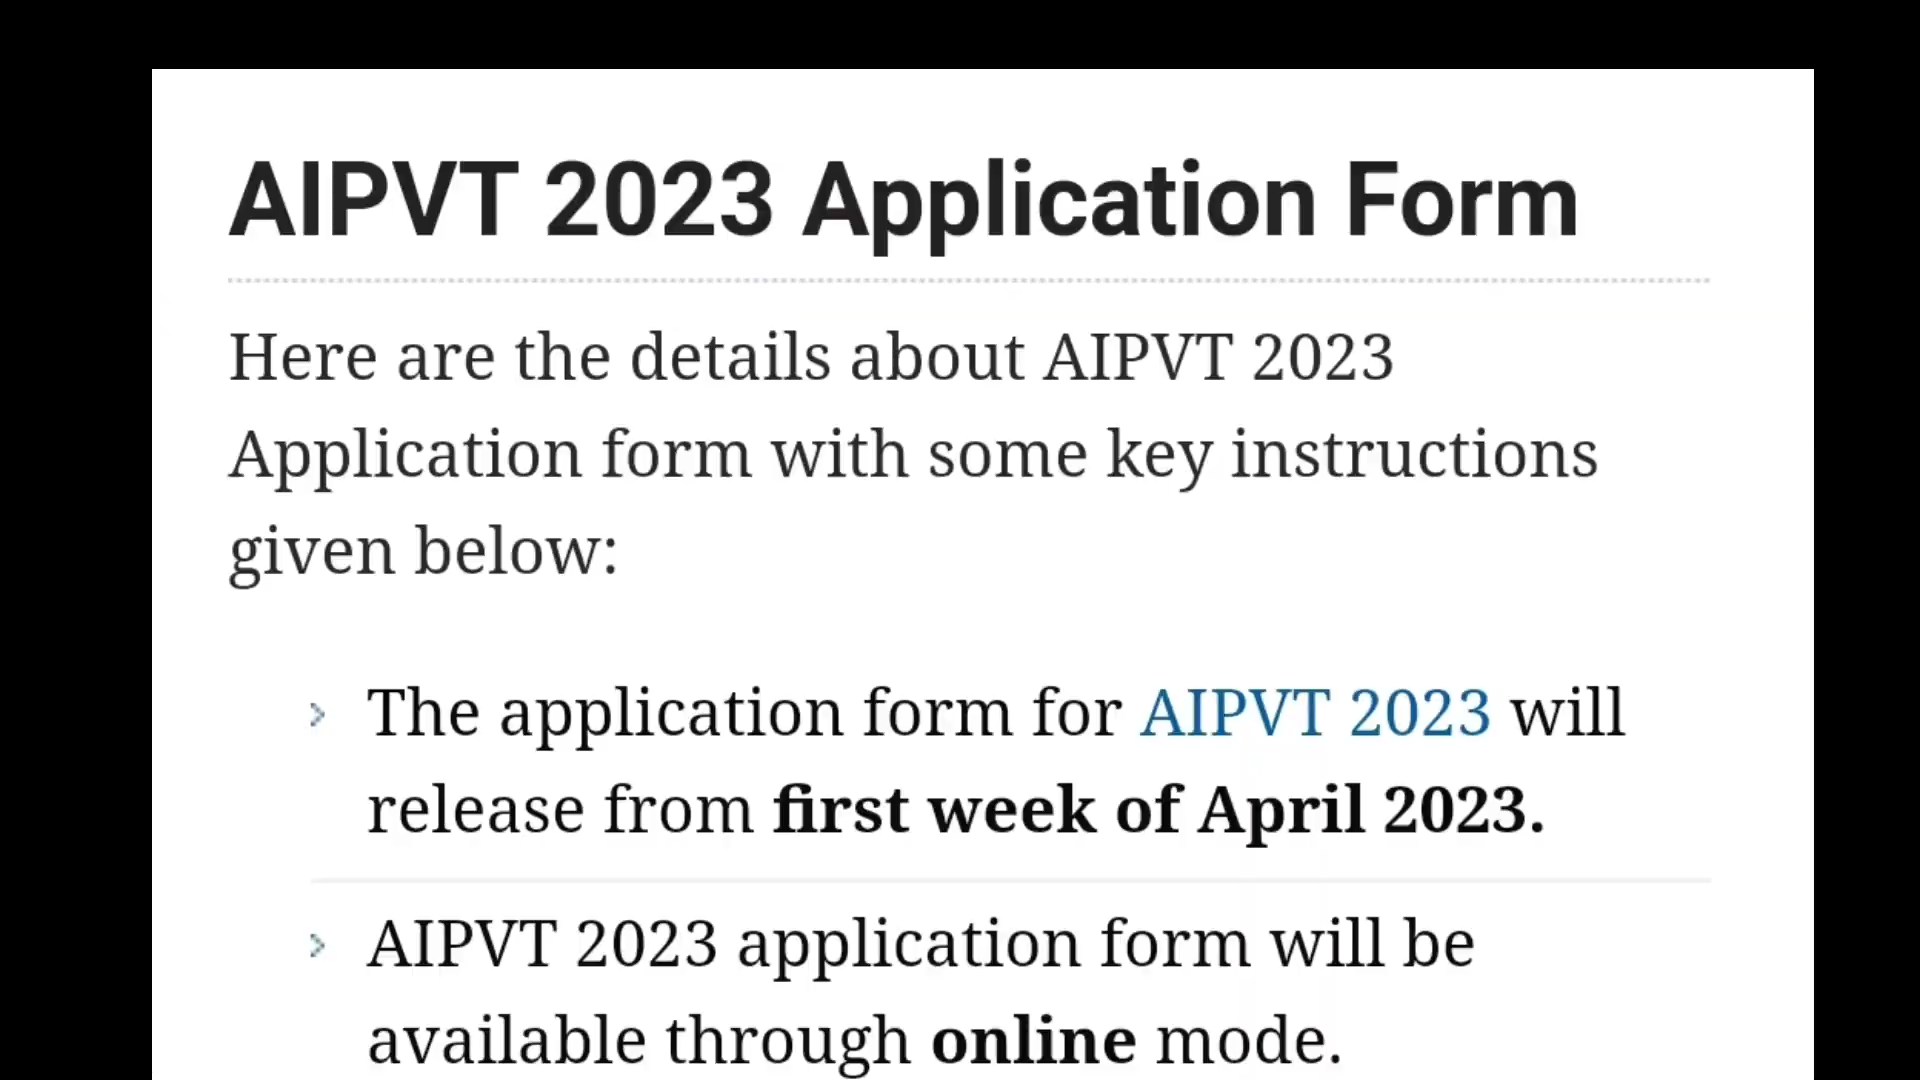 AIPVT 2023 Application Form
Here are the details about AIPVT 2023
Application form with some key instructions
given below:
The application form for AIPVT 2023 will
release from first week of April 2023.
AIPVT 2023 application form will be
available through online mode.